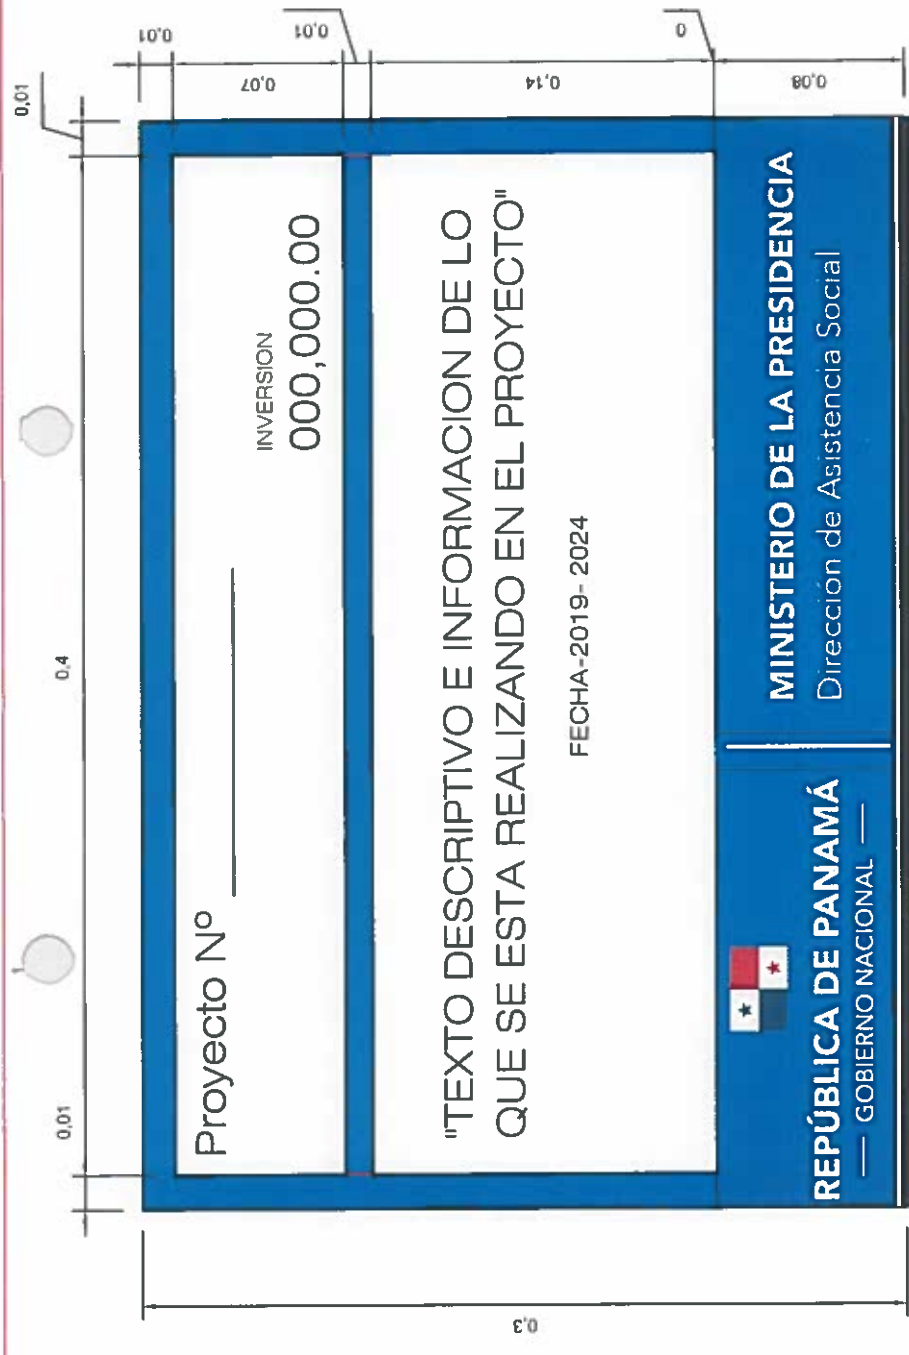 0,01
0,4
0,01
0,01
0,07
0,01
0,14
0
0,08
0,3
Proyecto Nº
INVERSION
000,000.00
"TEXTO DESCRIPTIVO E INFORMACION DE LO
QUE SE ESTA REALIZANDO EN EL PROYECTO"
FECHA-2019- 2024
REPÚBLICA DE PANAMÁ
— GOBIERNO NACIONAL —
MINISTERIO DE LA PRESIDENCIA
Dirección de Asistencia Social